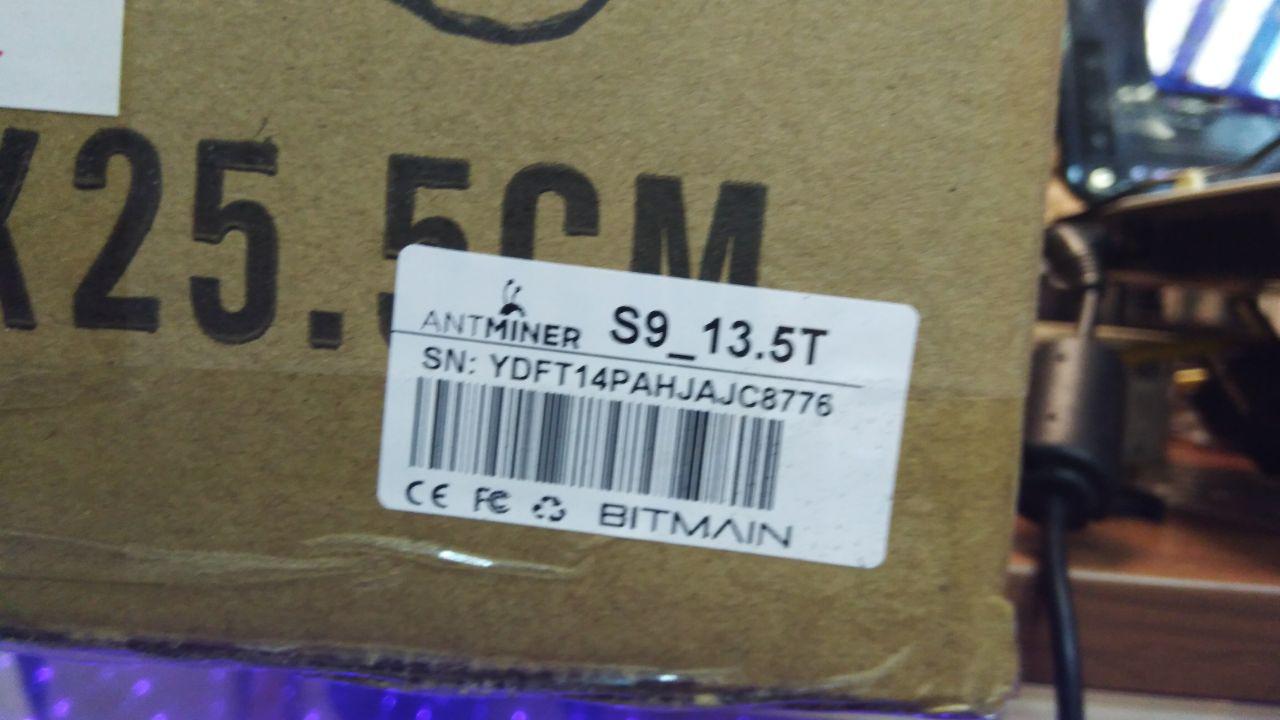 X25.5CM
ANTMINER S9_13.5T
SN: YDFT14PAHJAJC8776
CE FC BITMAIN